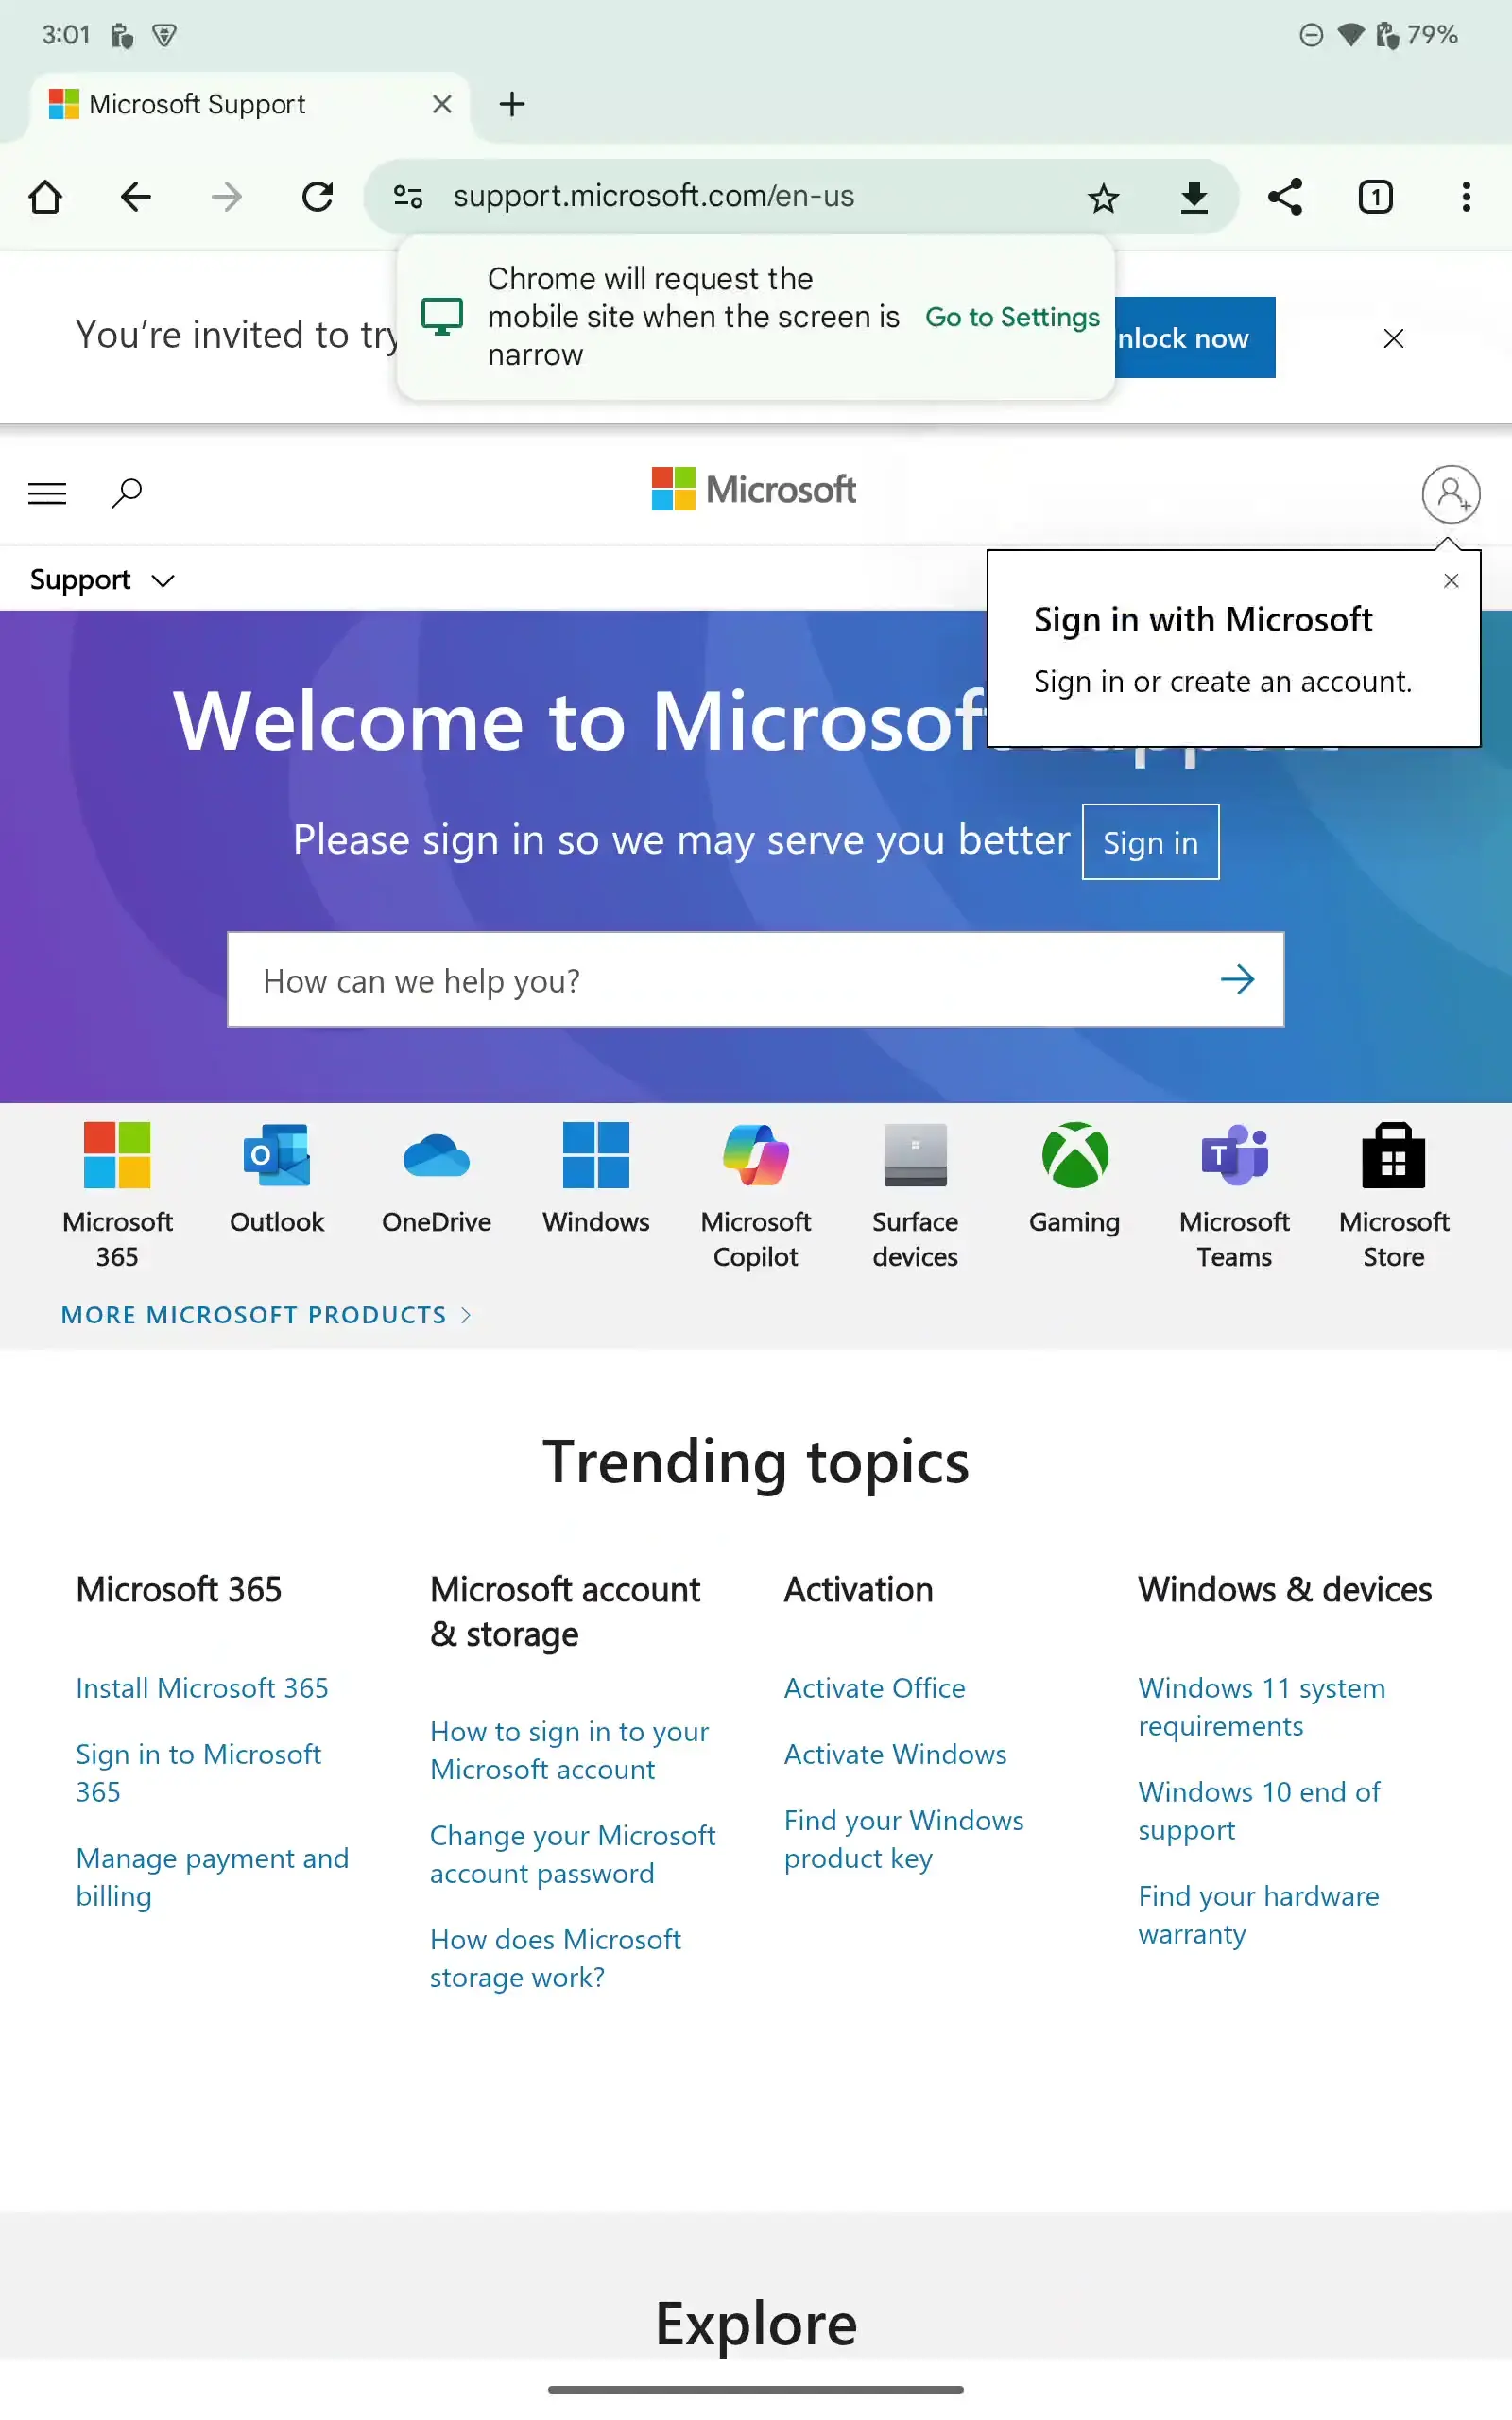 3:01
79%
Microsoft Support
support.microsoft.com/en-us
1
Chrome will request the
mobile site when the screen is
narrow
Go to Settings
You're invited to try
nlock now
Microsoft
Support
Sign in with Microsoft
Sign in or create an account.
Welcome to Microsoft Support
Please sign in so we may serve you better
Sign in
How can we help you?
Microsoft
365
Outlook
OneDrive
Windows
Microsoft
Copilot
Surface
devices
Gaming
Microsoft
Teams
Microsoft
Store
MORE MICROSOFT PRODUCTS
Trending topics
Microsoft 365
Install Microsoft 365
Sign in to Microsoft
365
Manage payment and
billing
Microsoft account
& storage
How to sign in to your
Microsoft account
Change your Microsoft
account password
How does Microsoft
storage work?
Activation
Activate Office
Activate Windows
Find your Windows
product key
Windows & devices
Windows 11 system
requirements
Windows 10 end of
support
Find your hardware
warranty
Explore